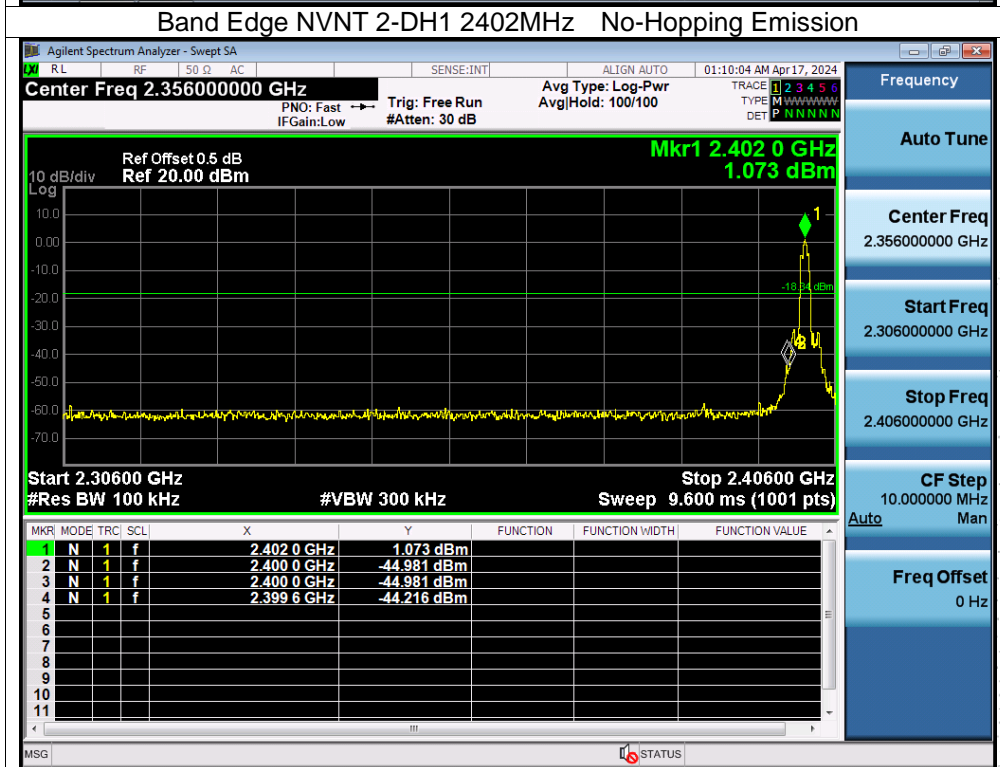 Band Edge NVNT 2-DH1 2402MHz No-Hopping Emission
Agilent Spectrum Analyzer - Swept SA
LXI RL RF 50 Ω AC SENSE:INT ALIGN AUTO 01:10:04 AM Apr 17, 2024
Center Freq 2.356000000 GHz
PNO: Fast
IFGain:Low
Trig: Free Run
#Atten: 30 dB
Avg Type: Log-Pwr
Avg|Hold: 100/100
TRACE 1 2 3 4 5 6
TYPE M WWWWW
DET P N N N N N
Frequency
Auto Tune
Center Freq
2.356000000 GHz
Start Freq
2.306000000 GHz
Stop Freq
2.406000000 GHz
CF Step
10.000000 MHz
Auto Man
Freq Offset
0 Hz
Ref Offset 0.5 dB
10 dB/div Ref 20.00 dBm
Log
Mkr1 2.402 0 GHz
1.073 dBm
10.0
0.00
-10.0
-20.0
-30.0
-40.0
-50.0
-60.0
-70.0
1
-18.94 dBm
Start 2.30600 GHz Stop 2.40600 GHz
#Res BW 100 kHz #VBW 300 kHz Sweep 9.600 ms (1001 pts)
MKR MODE TRC SCL X Y FUNCTION FUNCTION WIDTH FUNCTION VALUE
1 N 1 f 2.402 0 GHz 1.073 dBm
2 N 1 f 2.400 0 GHz -44.981 dBm
3 N 1 f 2.400 0 GHz -44.981 dBm
4 N 1 f 2.399 6 GHz -44.216 dBm
5
6
7
8
9
10
11
MSG STATUS